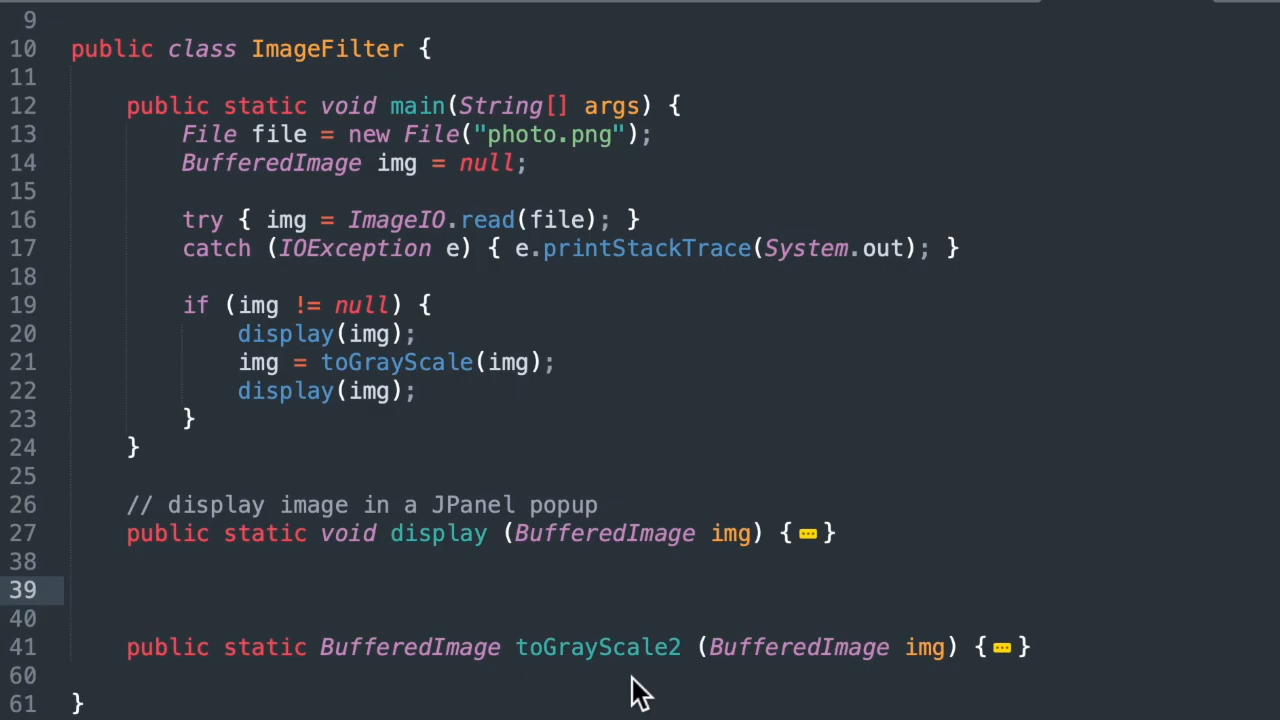 9
10 public class ImageFilter {
11
12 public static void main(String[] args) {
13 File file = new File("photo.png");
14 BufferedImage img = null;
15
16 try { img = ImageIO.read(file); }
17 catch (IOException e) { e.printStackTrace(System.out); }
18
19 if (img != null) {
20 display(img);
21 img = toGrayScale(img);
22 display(img);
23 }
24 }
25
26 // display image in a JPanel popup
27 public static void display (BufferedImage img) {…}
38
39
40
41 public static BufferedImage toGrayScale2 (BufferedImage img) {…}
60
61 }